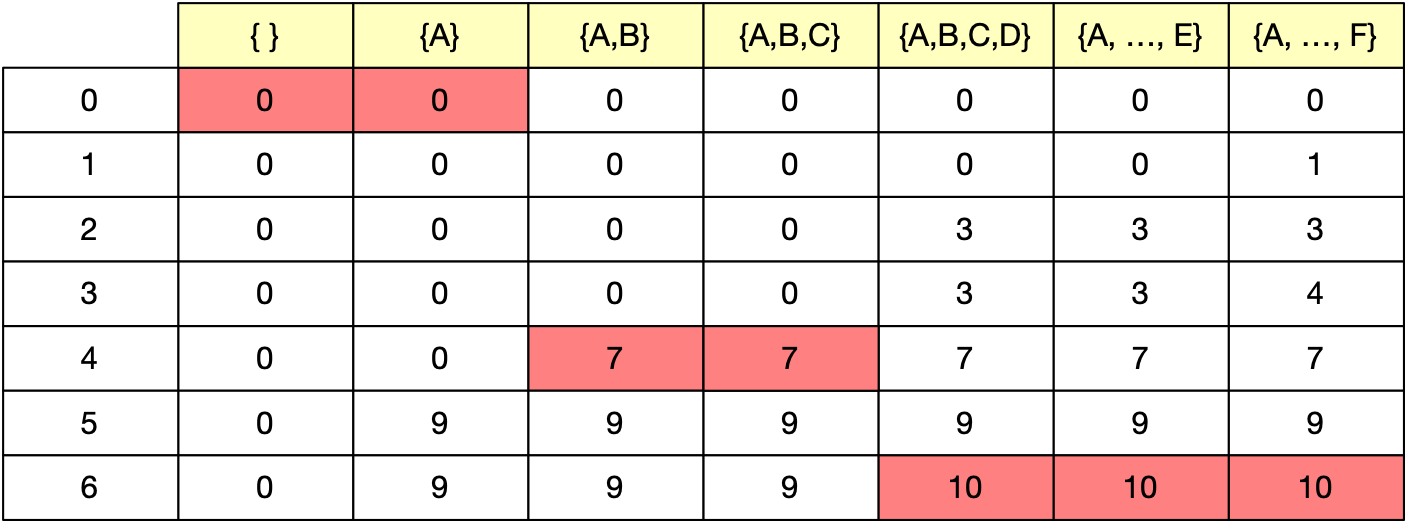 { } {A} {A,B} {A,B,C} {A,B,C,D} {A, …, E} {A, …, F}
0 0 0 0 0 0 0 0
1 0 0 0 0 0 0 1
2 0 0 0 0 3 3 3
3 0 0 0 0 3 3 4
4 0 0 7 7 7 7 7
5 0 9 9 9 9 9 9
6 0 9 9 9 10 10 10